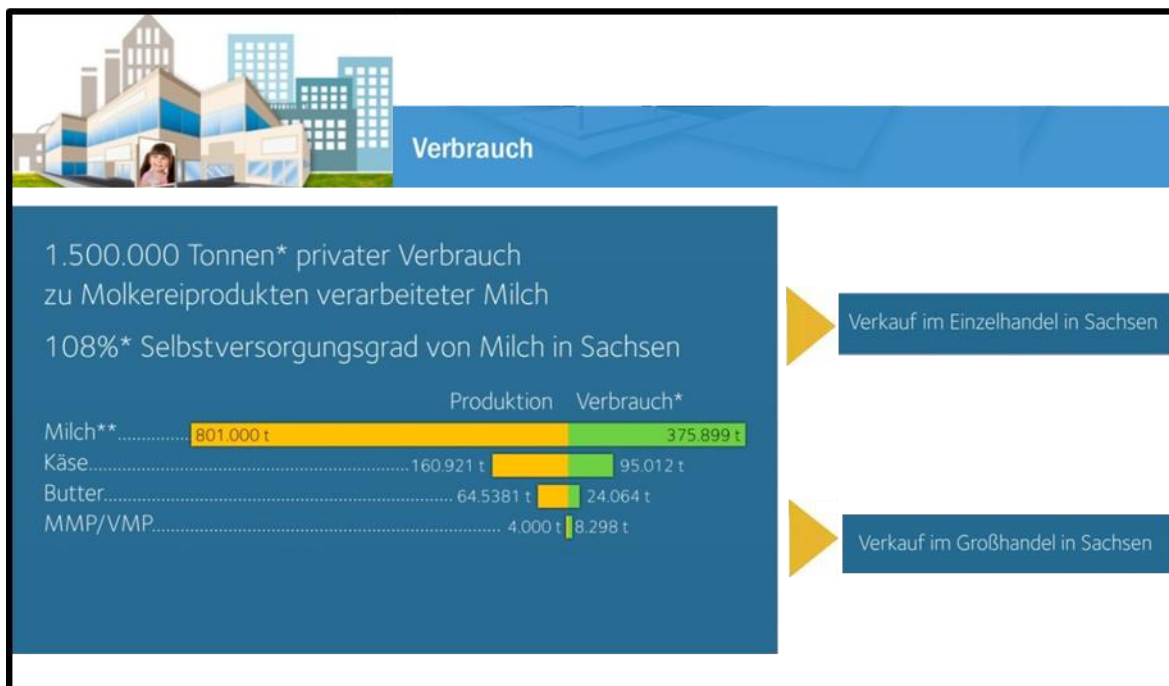 Verbrauch
1.500.000 Tonnen* privater Verbrauch
zu Molkereiprodukten verarbeiteter Milch
108%* Selbstversorgungsgrad von Milch in Sachsen
Produktion Verbrauch*
Milch**............... 801.000 t 375.899 t
Käse...............160.921 t 95.012 t
Butter............... 64.5381 t 24.064 t
MMP/VMP............... 4.000 t 8.298 t
Verkauf im Einzelhandel in Sachsen
Verkauf im Großhandel in Sachsen